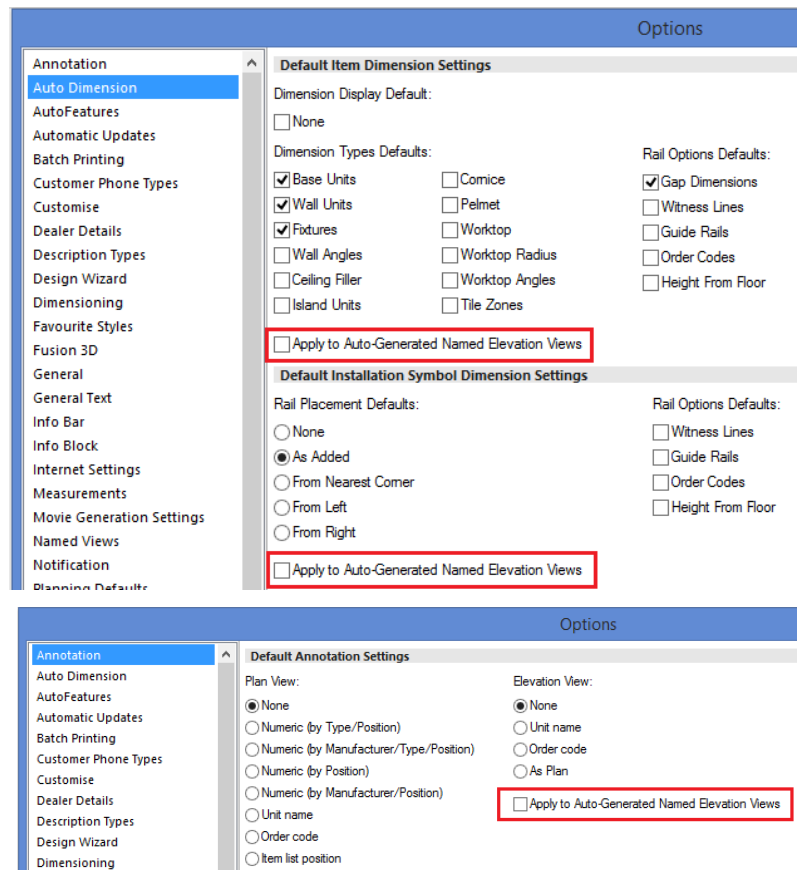 Options
Annotation
Auto Dimension
AutoFeatures
Automatic Updates
Batch Printing
Customer Phone Types
Customise
Dealer Details
Description Types
Design Wizard
Dimensioning
Favourite Styles
Fusion 3D
General
General Text
Info Bar
Info Block
Internet Settings
Measurements
Movie Generation Settings
Named Views
Notification
Planning Defaults
Default Item Dimension Settings
Dimension Display Default:
None
Dimension Types Defaults:
Base Units
Wall Units
Fixtures
Wall Angles
Ceiling Filler
Island Units
Cornice
Pelmet
Worktop
Worktop Radius
Worktop Angles
Tile Zones
Rail Options Defaults:
Gap Dimensions
Witness Lines
Guide Rails
Order Codes
Height From Floor
Apply to Auto-Generated Named Elevation Views
Default Installation Symbol Dimension Settings
Rail Placement Defaults:
None
As Added
From Nearest Corner
From Left
From Right
Rail Options Defaults:
Witness Lines
Guide Rails
Order Codes
Height From Floor
Apply to Auto-Generated Named Elevation Views
Options
Annotation
Auto Dimension
AutoFeatures
Automatic Updates
Batch Printing
Customer Phone Types
Customise
Dealer Details
Description Types
Design Wizard
Dimensioning
Default Annotation Settings
Plan View:
None
Numeric (by Type/Position)
Numeric (by Manufacturer/Type/Position)
Numeric (by Position)
Numeric (by Manufacturer/Position)
Unit name
Order code
Item list position
Elevation View:
None
Unit name
Order code
As Plan
Apply to Auto-Generated Named Elevation Views